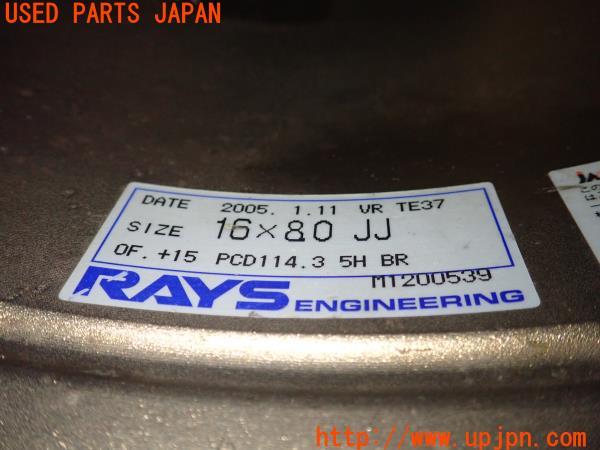 USED PARTS JAPAN
DATE 2005. 1.11 VR TE37
SIZE 16×8.0 JJ
OF. +15 PCD114.3 5H BR
MT200539
RAYS ENGINEERING
JA
www.upjpn.com